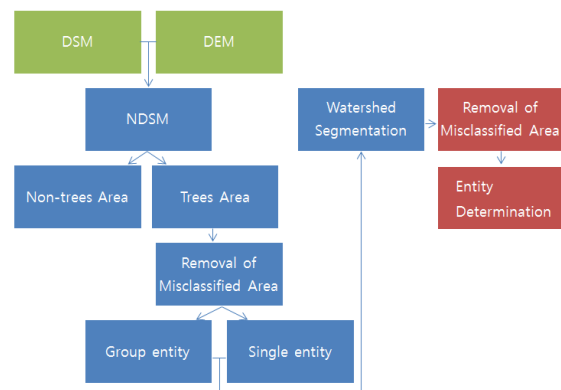 DSM
DEM
NDSM
Non-trees Area
Trees Area
Removal of
Misclassified Area
Group entity
Single entity
Watershed
Segmentation
Removal of
Misclassified Area
Entity
Determination